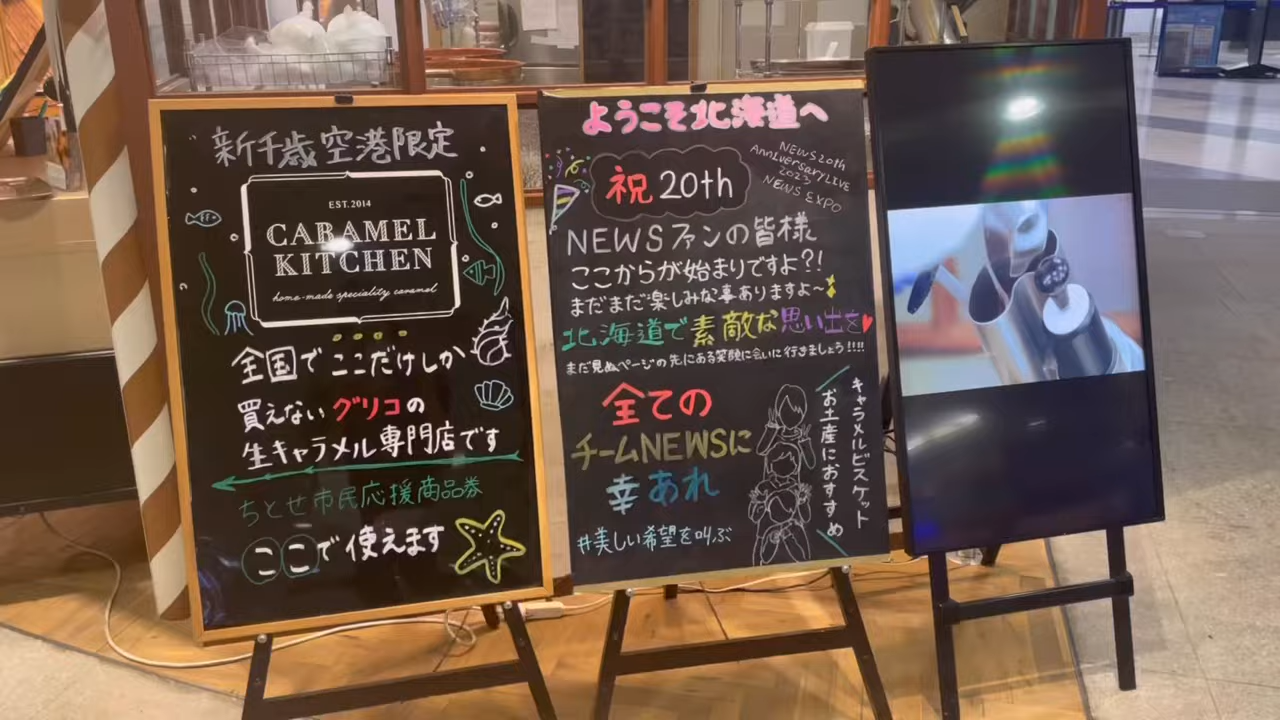 新千歳空港限定
EST.2014
CARAMEL
KITCHEN
home-made speciality caramel
全国でここだけしか
買えない グリコの
生キャラメル専門店です
ちとせ市民応援商品券
ここで使えます
ようこそ北海道へ
祝 20th
NEWS 20th
Anniversary LIVE
2023
NEWS EXPO
NEWSファンの皆様
ここからが始まりですよ?!
まだまだ楽しみな事ありますよ~
北海道で素敵な思い出を♥
まだ見ぬページの先にある笑顔に会いに行きましょう!!!!
全ての
チームNEWSに
幸あれ
#美しい希望を叫ぶ
キャラメルビスケット
お土産におすすめ